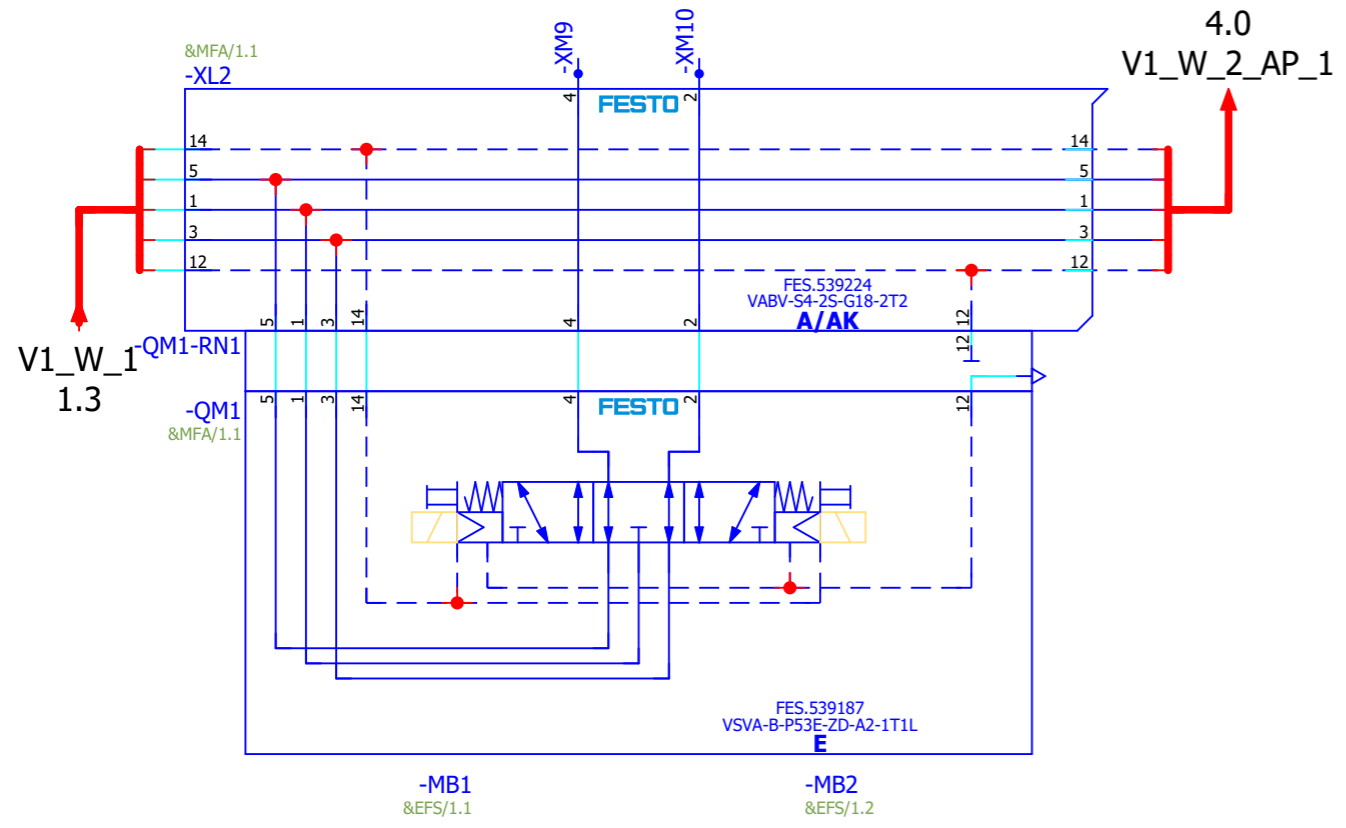 -XM9
-XM10
4.0
V1_W_2_AP_1
&MFA/1.1
-XL2
4
FESTO
2
14
14
5
5
1
1
3
3
12
12
FES.539224
VABV-S4-2S-G18-2T2
A/AK
5
1
3
14
4
2
12
V1_W_1
1.3
-QM1-RN1
12
-QM1
&MFA/1.1
5
1
3
14
4
FESTO
2
12
FES.539187
VSVA-B-P53E-ZD-A2-1T1L
E
-MB1
&EFS/1.1
-MB2
&EFS/1.2